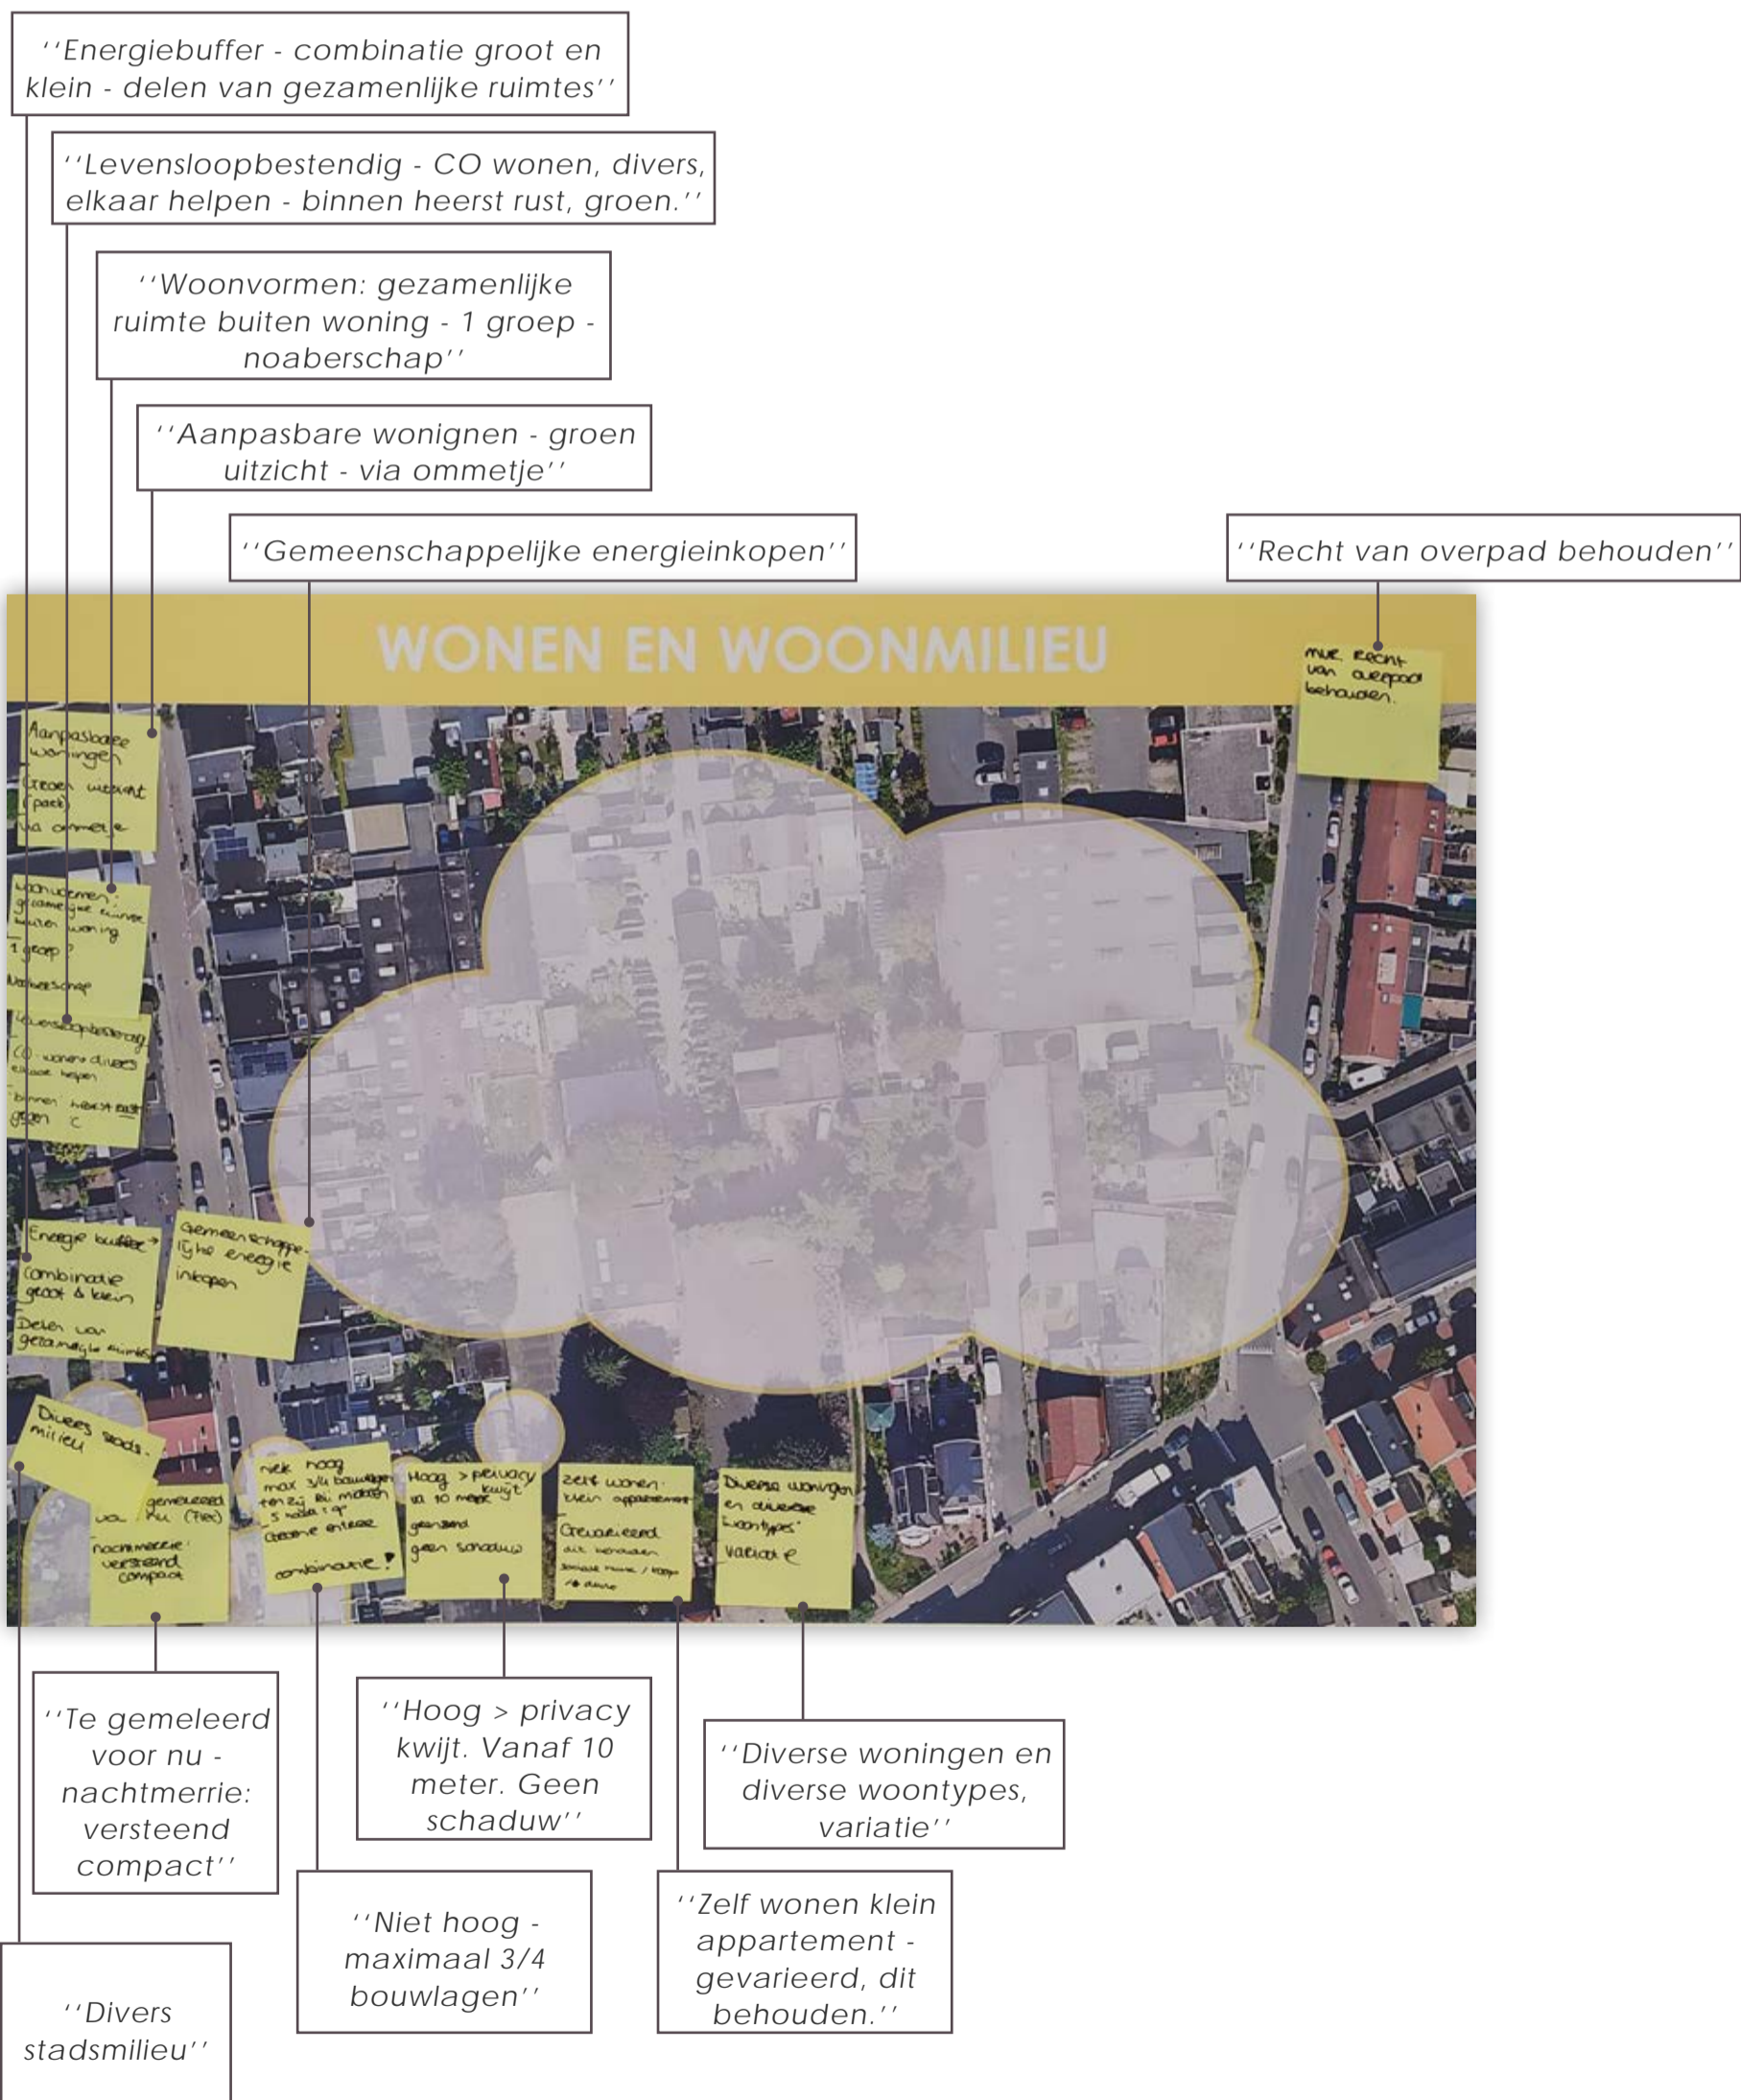 ‘‘Energiebuffer - combinatie groot en
klein - delen van gezamenlijke ruimtes’’
‘‘Levensloopbestendig - CO wonen, divers,
elkaar helpen - binnen heerst rust, groen.’’
‘‘Woonvormen: gezamenlijke
ruimte buiten woning - 1 groep -
noaberschap’’
‘‘Aanpasbare wonignen - groen
uitzicht - via ommetje’’
‘‘Gemeenschappelijke energieinkopen’’
‘‘Recht van overpad behouden’’
WONEN EN WOONMILIEU
muz. Recht
van overpad
behouden.
Aanpasbare
woningen
Groen uitzicht
(park)
via ommetje
Woonvormen:
gezamelijke ruimte
buiten woning
1 groep?
Noaberschap
Levensloopbestendig
CO-wonen divers
elkaar helpen
binnen heerst rust
groen
Energie buffer →
Combinatie
groot & klein
Delen van
gezamelijke ruimtes
Gemeenschappe-
lijke energie
inkopen
Divers stads-
milieu
gemeleerd
nu
nachtmerrie:
versteend
compact
niet hoog
max 3/4 bouwlagen
tenzij
Groene entree
combinatie!
Hoog > privacy
kwijt
va 10 meter
geen schaduw
zelf wonen:
klein appartement
Gevarieerd
dit behouden
Diverse woningen
en diverse
woontypes
variatie
‘‘Te gemeleerd
voor nu -
nachtmerrie:
versteend
compact’’
‘‘Hoog > privacy
kwijt. Vanaf 10
meter. Geen
schaduw’’
‘‘Diverse woningen en
diverse woontypes,
variatie’’
‘‘Niet hoog -
maximaal 3/4
bouwlagen’’
‘‘Zelf wonen klein
appartement -
gevarieerd, dit
behouden.’’
‘‘Divers
stadsmilieu’’